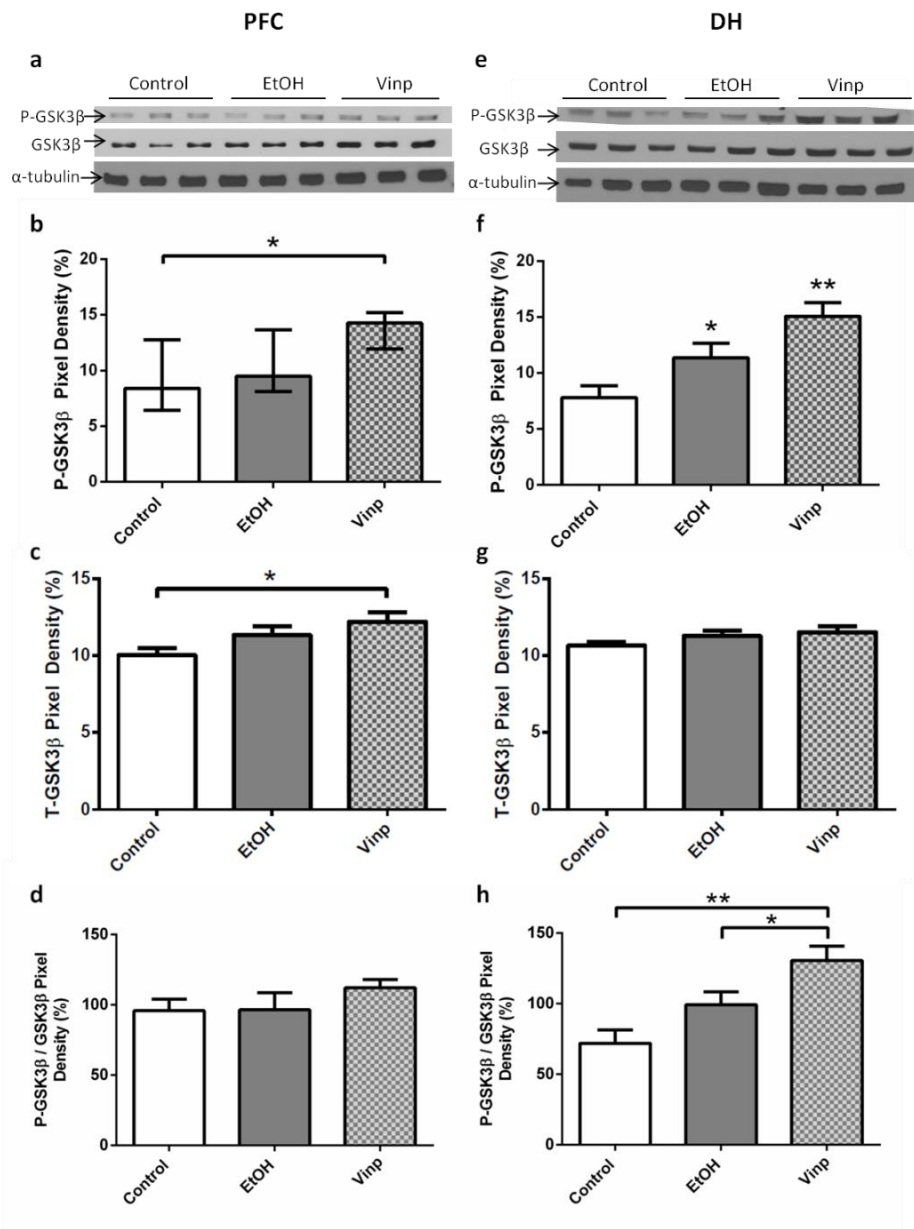 PFC
a
Control EtOH Vinp
P-GSK3β
GSK3β
α-tubulin
b
*
P-GSK3β Pixel Density (%)
20
15
10
5
0
Control EtOH Vinp
c
*
T-GSK3β Pixel Density (%)
15
10
5
0
Control EtOH Vinp
d
P-GSK3β / GSK3β Pixel
Density (%)
150
100
50
0
Control EtOH Vinp
DH
e
Control EtOH Vinp
P-GSK3β
GSK3β
α-tubulin
f
* **
P-GSK3β Pixel Density (%)
20
15
10
5
0
Control EtOH Vinp
g
T-GSK3β Pixel Density (%)
15
10
5
0
Control EtOH Vinp
h
**
*
P-GSK3β / GSK3β Pixel
Density (%)
150
100
50
0
Control EtOH Vinp